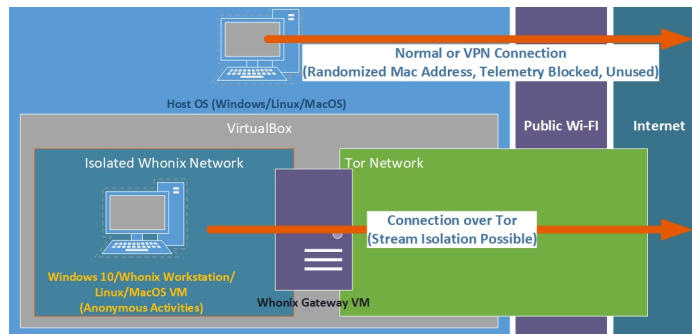 Normal or VPN Connection
(Randomized Mac Address, Telemetry Blocked, Unused)
Host OS (Windows/Linux/MacOS)
VirtualBox
Public Wi-FI
Internet
Isolated Whonix Network
Tor Network
Connection over Tor
(Stream Isolation Possible)
Windows 10/Whonix Workstation/
Linux/MacOS VM
(Anonymous Activities)
Whonix Gateway VM